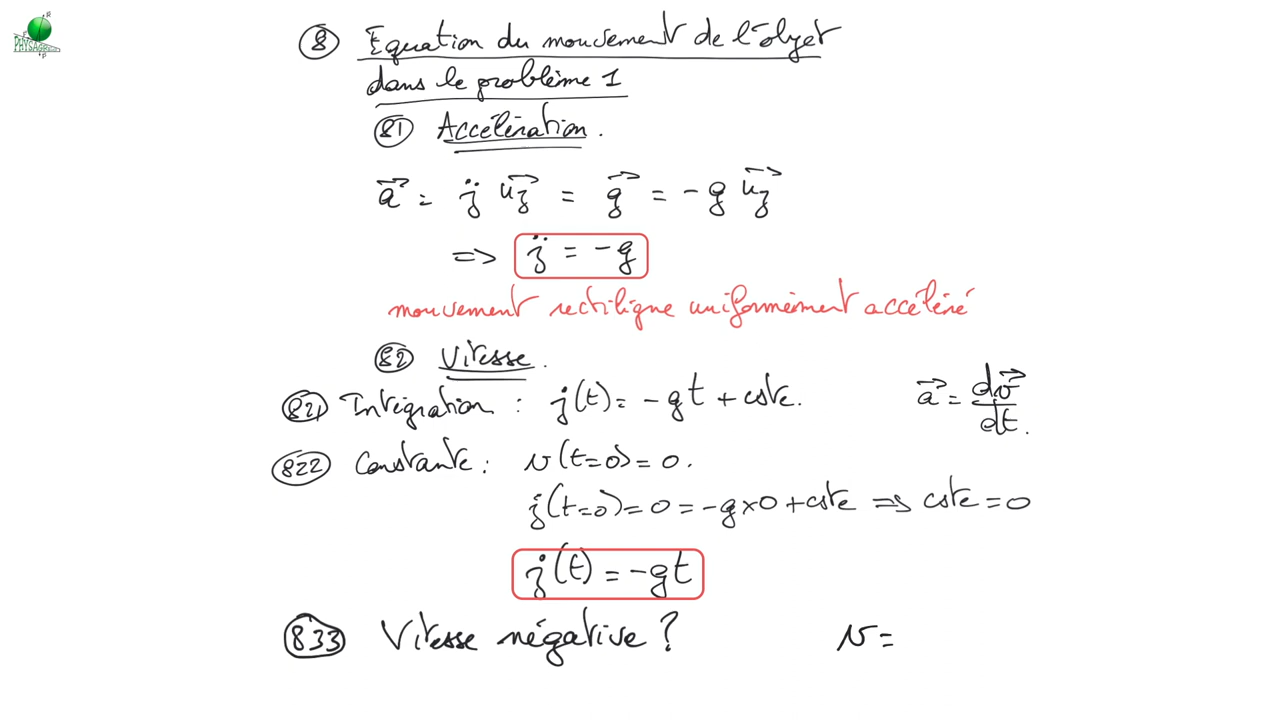 8 Equation du mouvement de l'objet
dans le problème 1
81 Accélération.
a⃗ = z̈ u⃗z = g⃗ = -g u⃗z
=> z̈ = -g
mouvement rectiligne uniformément accéléré
82 Vitesse.
821 Intégration : ż(t) = -gt + cste. a⃗ = dv⃗/dt.
822 Constante : v(t=0) = 0.
ż(t=0) = 0 = -g×0 + cste => cste = 0
ż(t) = -gt
833 Vitesse négative ? v =